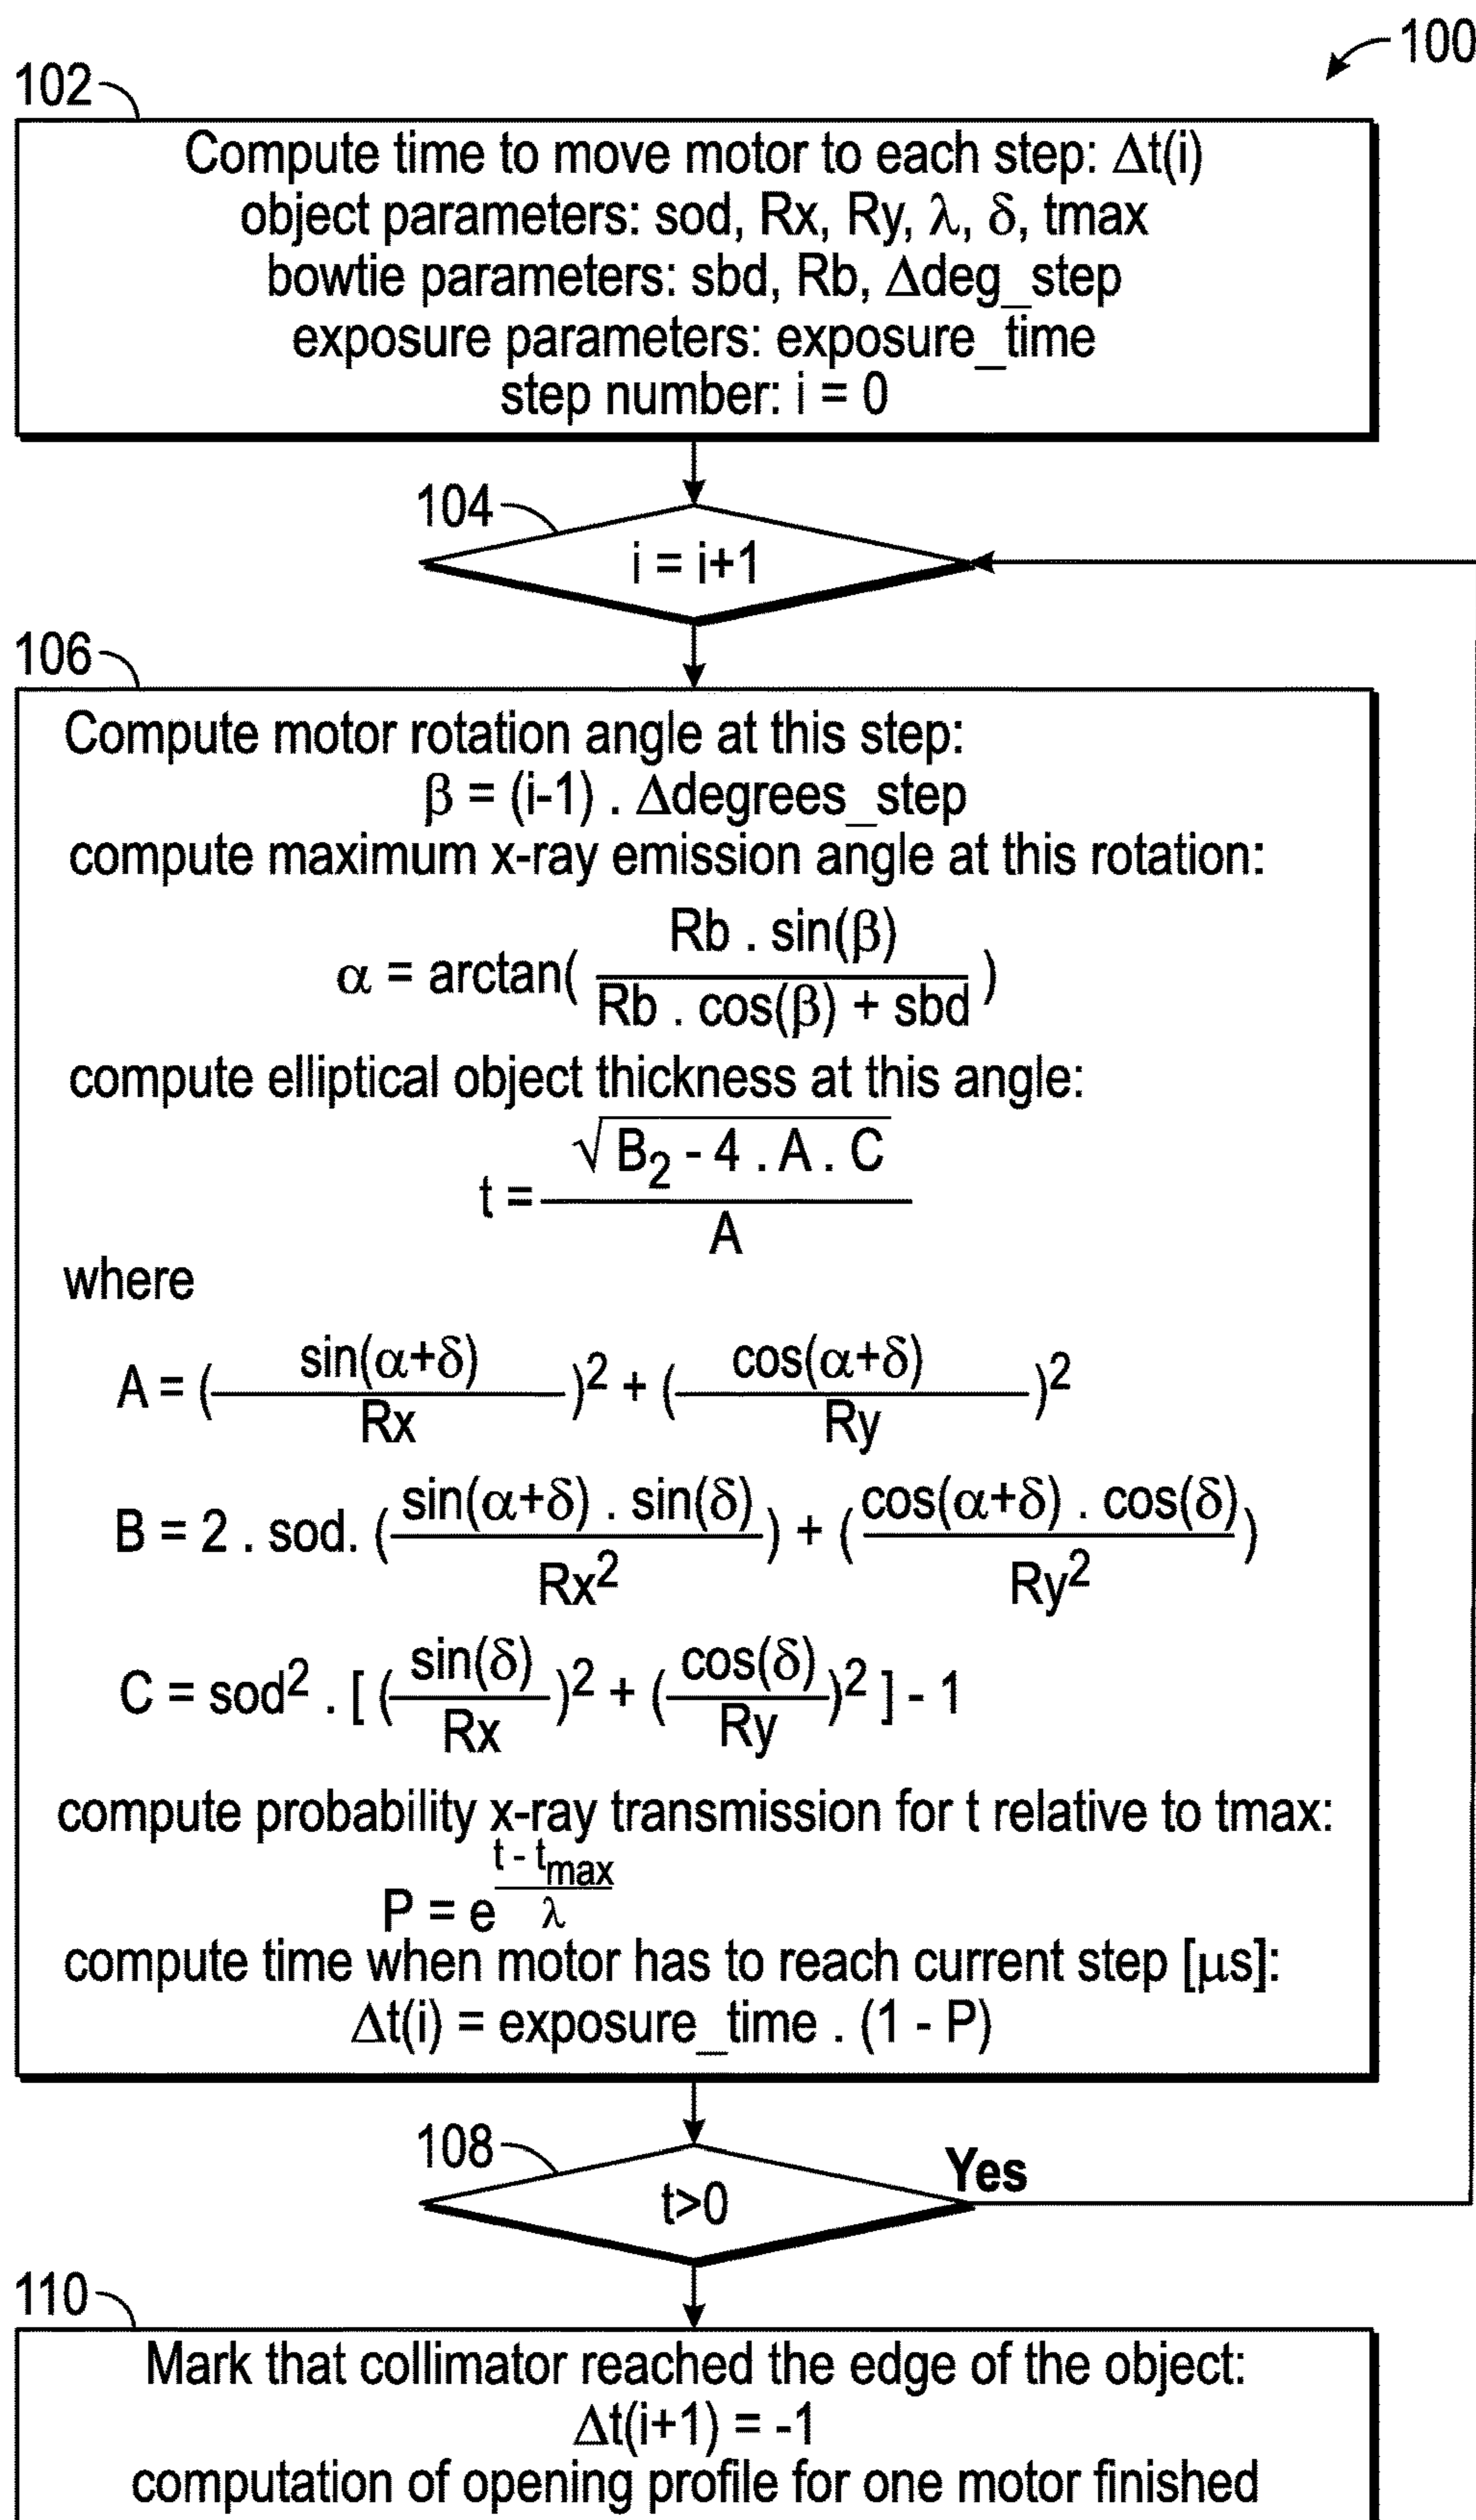 100
102
Compute time to move motor to each step: Δt(i)
object parameters: sod, Rx, Ry, λ, δ, tmax
bowtie parameters: sbd, Rb, Δdeg_step
exposure parameters: exposure_time
step number: i = 0
104
i = i+1
106
Compute motor rotation angle at this step:
β = (i-1) . Δdegrees_step
compute maximum x-ray emission angle at this rotation:
α = arctan( Rb . sin(β) / Rb . cos(β) + sbd )
compute elliptical object thickness at this angle:
t = √B₂ - 4 . A . C / A
where
A = ( sin(α+δ) / Rx )² + ( cos(α+δ) / Ry )²
B = 2 . sod. ( sin(α+δ) . sin(δ) / Rx² ) + ( cos(α+δ) . cos(δ) / Ry² )
C = sod² . [ ( sin(δ) / Rx )² + ( cos(δ) / Ry )² ] - 1
compute probability x-ray transmission for t relative to tmax:
P = e^(t - t_max / λ)
compute time when motor has to reach current step [μs]:
Δt(i) = exposure_time . (1 - P)
108
t>0
Yes
110
Mark that collimator reached the edge of the object:
Δt(i+1) = -1
computation of opening profile for one motor finished